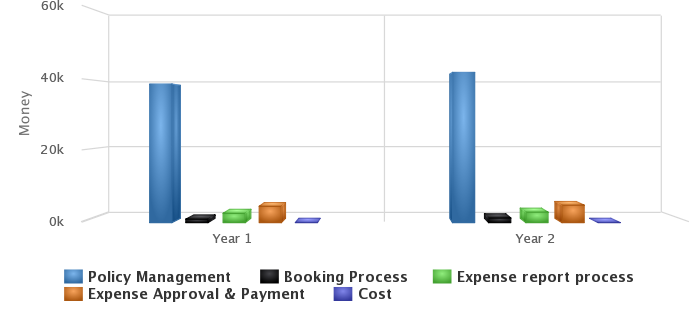 60k
40k
20k
0k
Money
Year 1
Year 2
Policy Management
Booking Process
Expense report process
Expense Approval & Payment
Cost